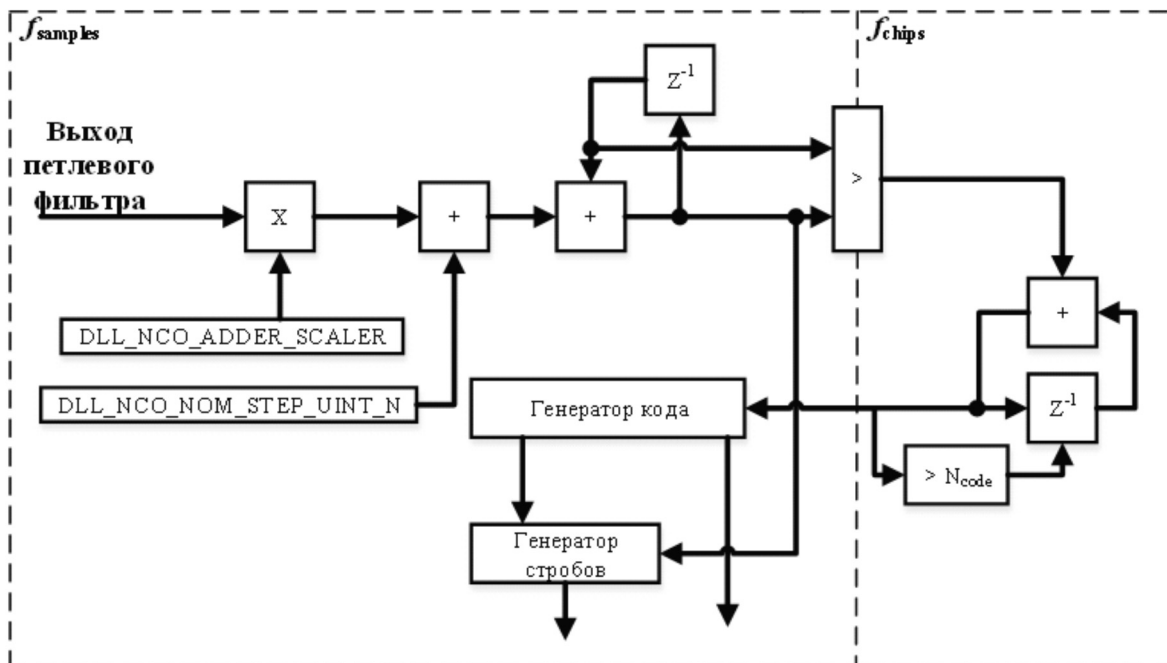 fsamples
fchips
Z-1
Выход
петлевого
фильтра
X
+
+
>
DLL_NCO_ADDER_SCALER
+
DLL_NCO_NOM_STEP_UINT_N
Генератор кода
Z-1
> Ncode
Генератор
стробов